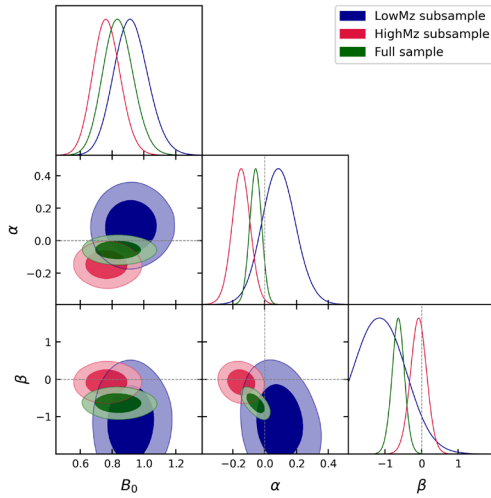 LowMz subsample
HighMz subsample
Full sample
0.4
0.2
α
0.0
−0.2
1
β
0
−1
0.6 0.8 1.0 1.2
−0.2 0.0 0.2 0.4
−1 0 1
B₀
α
β